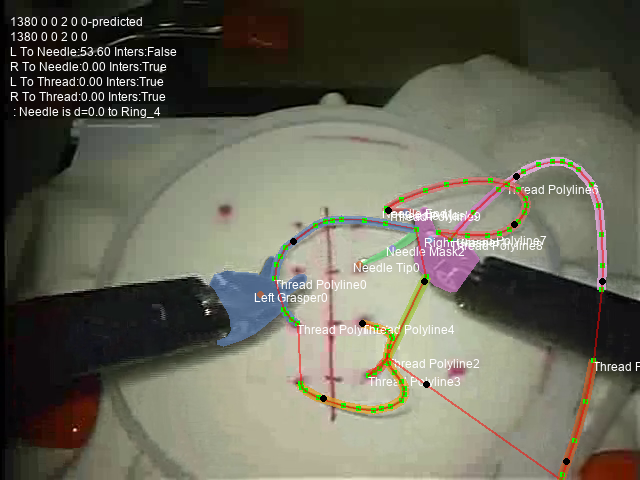 1380 0 0 2 0 0-predicted
1380 0 0 2 0 0
L To Needle:53.60 Inters:False
R To Needle:0.00 Inters:True
L To Thread:0.00 Inters:True
R To Thread:0.00 Inters:True
: Needle is d=0.0 to Ring_4
Thread Polyline6
Needle Mask2
Needle Tip0
Thread Polyline0
Left Grasper0
Thread Polyline4
Thread Polyline2
Thread Polyline3